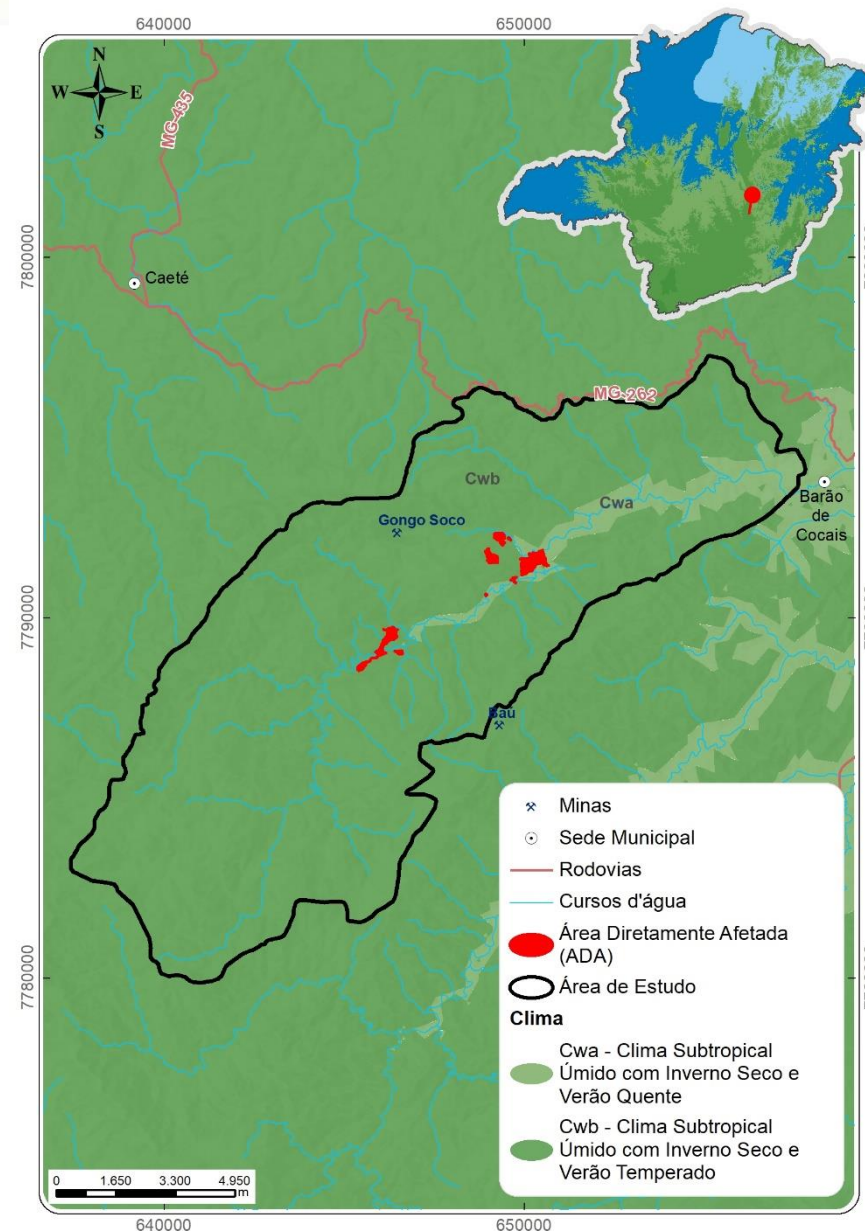 640000
650000
N
W E
S
MG-435
7800000
Caeté
MG-262
Cwb
Cwa
Barão
de
Cocais
Gongo Soco
7790000
Baú
Minas
Sede Municipal
Rodovias
Cursos d'água
Área Diretamente Afetada
(ADA)
Área de Estudo
Clima
Cwa - Clima Subtropical
Úmido com Inverno Seco e
Verão Quente
Cwb - Clima Subtropical
Úmido com Inverno Seco e
Verão Temperado
7780000
0 1.650 3.300 4.950
m
640000
650000